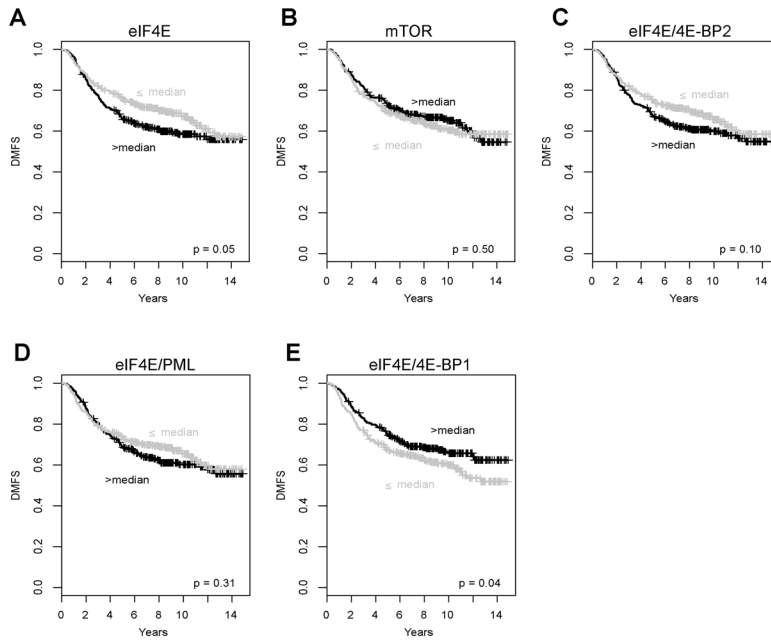 A
eIF4E
1.0
0.8
0.6
0.4
0.2
0.0
DMFS
≤ median
>median
p = 0.05
0 2 4 6 8 10 12 14
Years
B
mTOR
1.0
0.8
0.6
0.4
0.2
0.0
DMFS
>median
≤ median
p = 0.50
0 2 4 6 8 10 12 14
Years
C
eIF4E/4E-BP2
1.0
0.8
0.6
0.4
0.2
0.0
DMFS
≤ median
>median
p = 0.10
0 2 4 6 8 10 12 14
Years
D
eIF4E/PML
1.0
0.8
0.6
0.4
0.2
0.0
DMFS
≤ median
>median
p = 0.31
0 2 4 6 8 10 12 14
Years
E
eIF4E/4E-BP1
1.0
0.8
0.6
0.4
0.2
0.0
DMFS
>median
≤ median
p = 0.04
0 2 4 6 8 10 12 14
Years